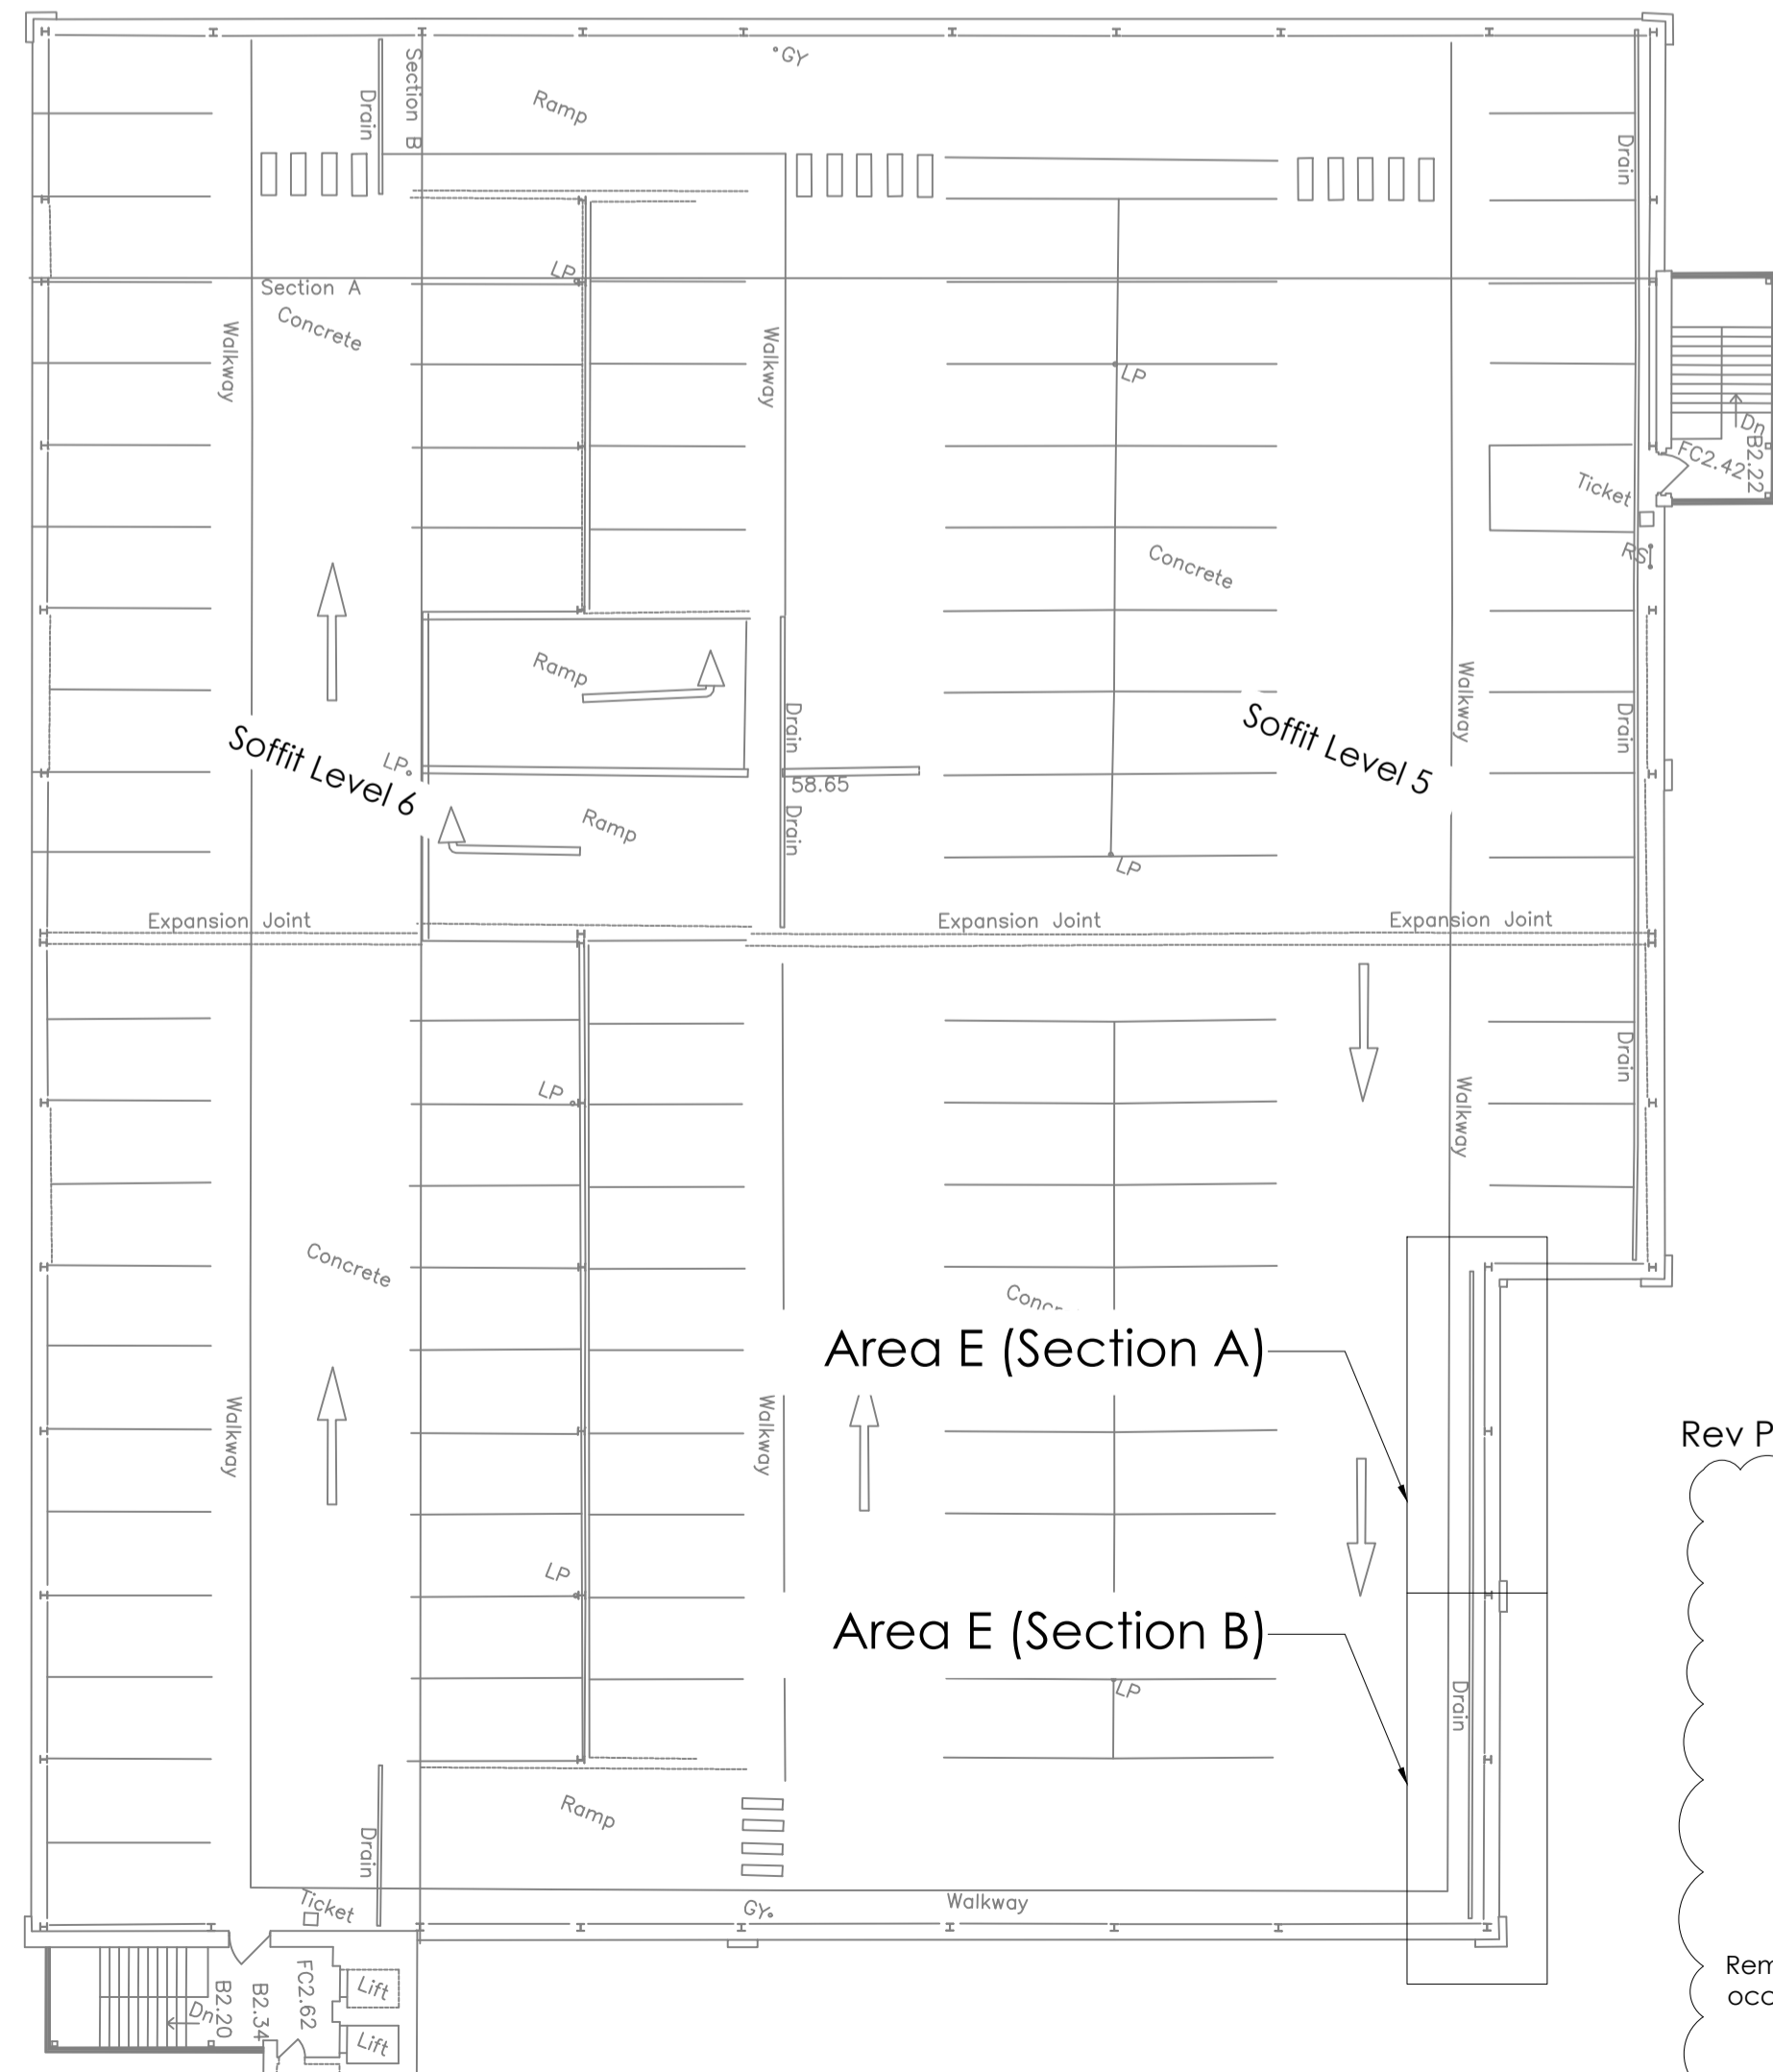 GY
Ramp
Section B
Drain
Drain
LP
Section A
Concrete
Walkway
Walkway
LP
Dn
B2.22
FC2.42
Ticket
RS
Concrete
Ramp
Walkway
Drain
Drain
Soffit Level 5
Soffit Level 6
LP
58.65
Ramp
Drain
LP
Expansion Joint
Expansion Joint
Expansion Joint
Drain
LP
Walkway
Concrete
Area E (Section A)
Walkway
Walkway
Rev P
LP
Area E (Section B)
LP
Drain
Ramp
Drain
Ticket
GY
Walkway
Rem
occ
FC2.62
Lift
B2.20
B2.34
Dn
Lift